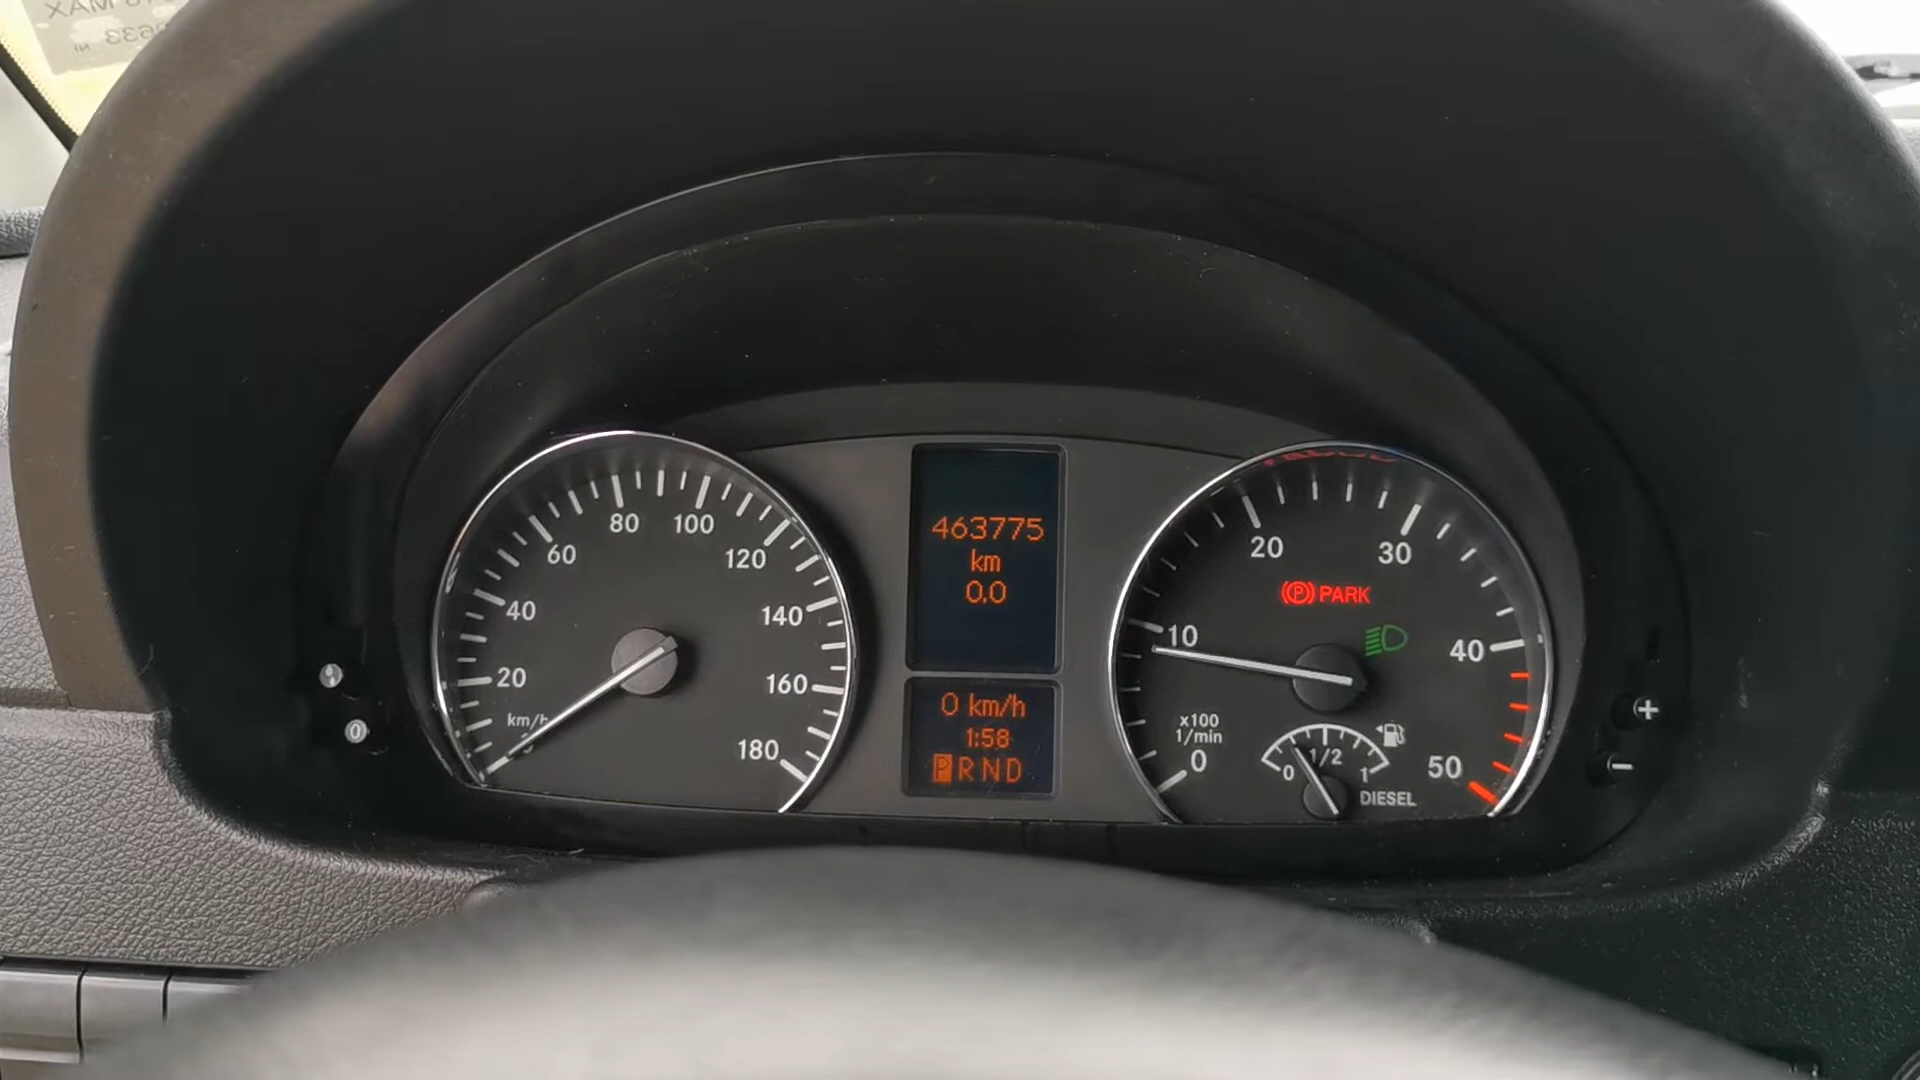 80 100
60 120
40 140
20 160
km/h
180
463775
km
0.0
0 km/h
1:58
P R N D
20 30
PARK
10 40
x100
1/min
0 1/2 1 50
0
DIESEL
+
-